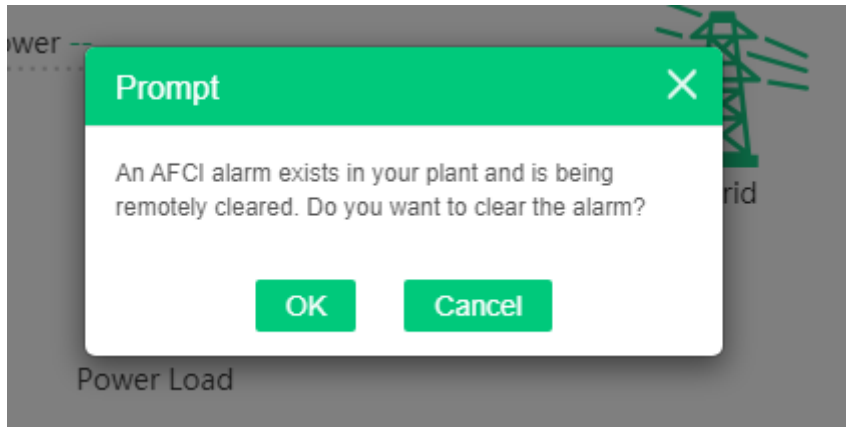 ower --
Prompt
An AFCI alarm exists in your plant and is being
remotely cleared. Do you want to clear the alarm?
rid
OK
Cancel
Power Load